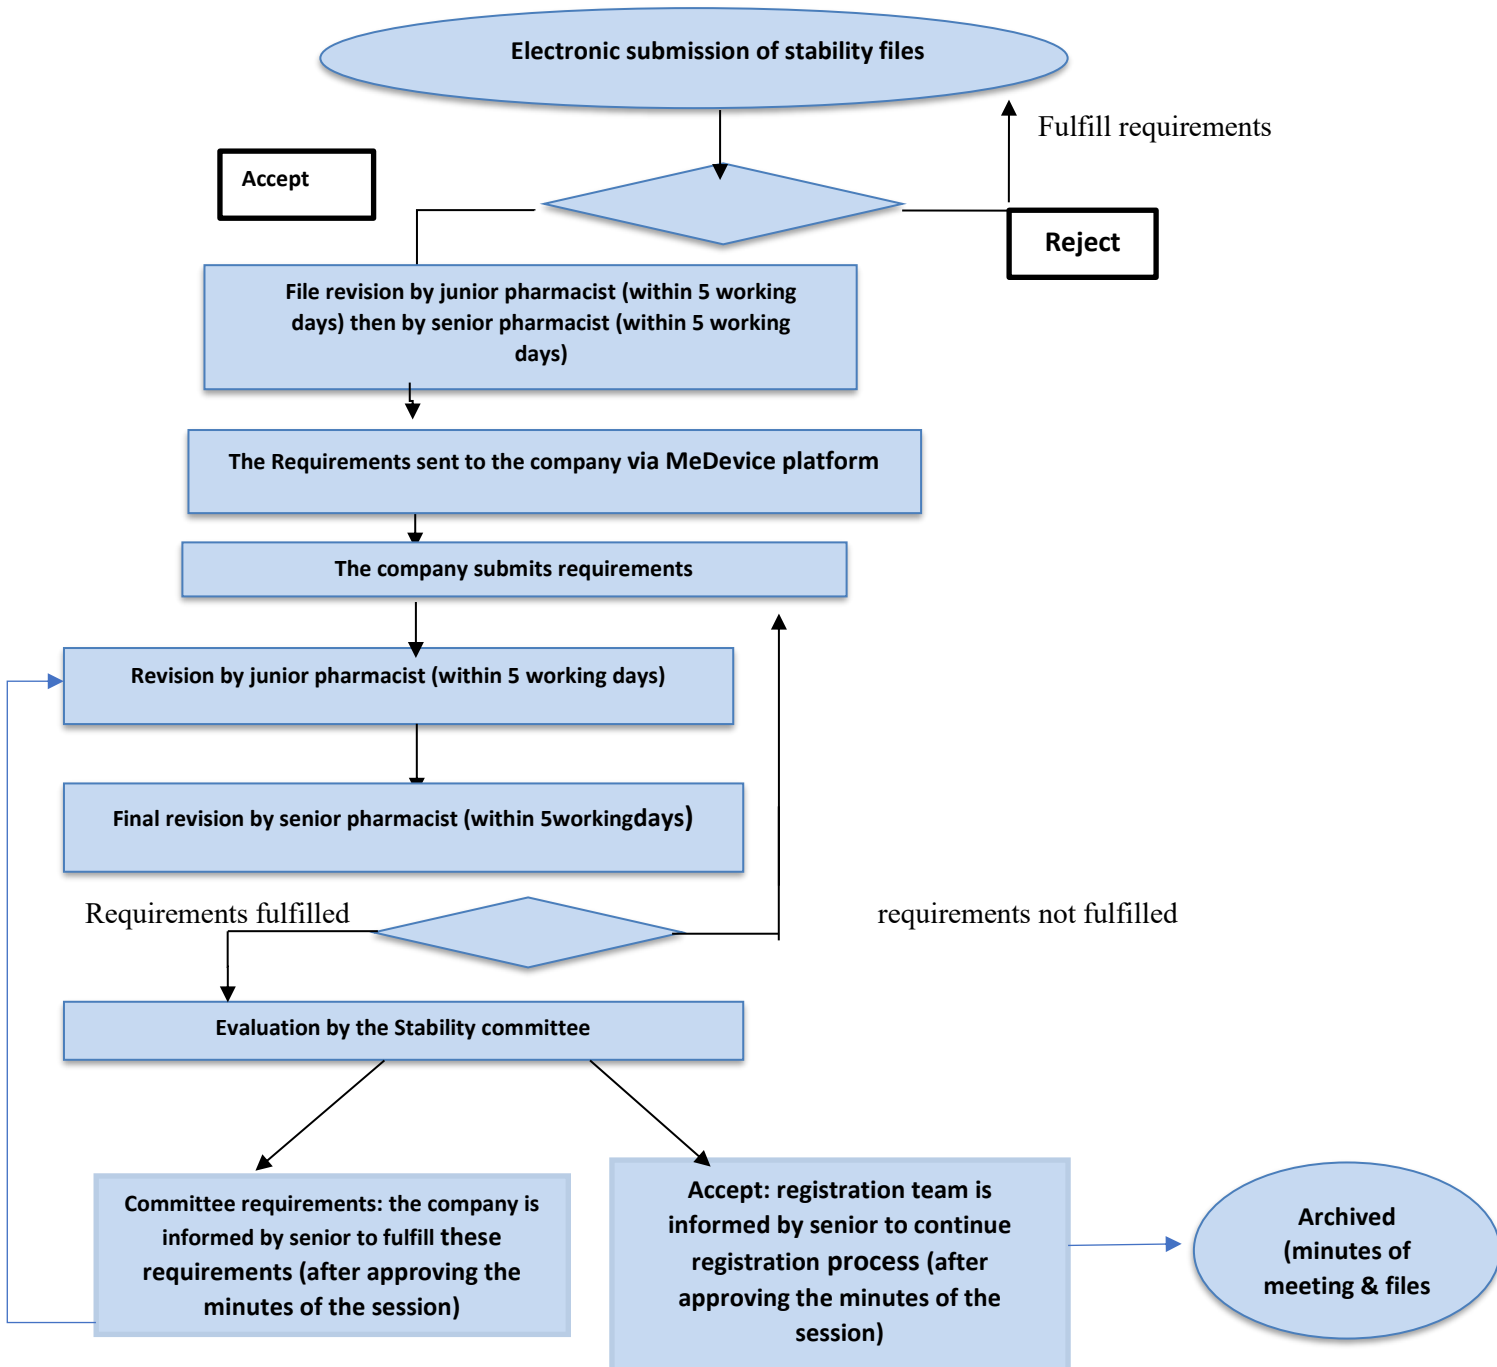 Electronic submission of stability files
Fulfill requirements
Accept
Reject
File revision by junior pharmacist (within 5 working
days) then by senior pharmacist (within 5 working
days)
The Requirements sent to the company via MeDevice platform
The company submits requirements
Revision by junior pharmacist (within 5 working days)
Final revision by senior pharmacist (within 5workingdays)
Requirements fulfilled
requirements not fulfilled
Evaluation by the Stability committee
Committee requirements: the company is
informed by senior to fulfill these
requirements (after approving the
minutes of the session)
Accept: registration team is
informed by senior to continue
registration process (after
approving the minutes of the
session)
Archived
(minutes of
meeting & files